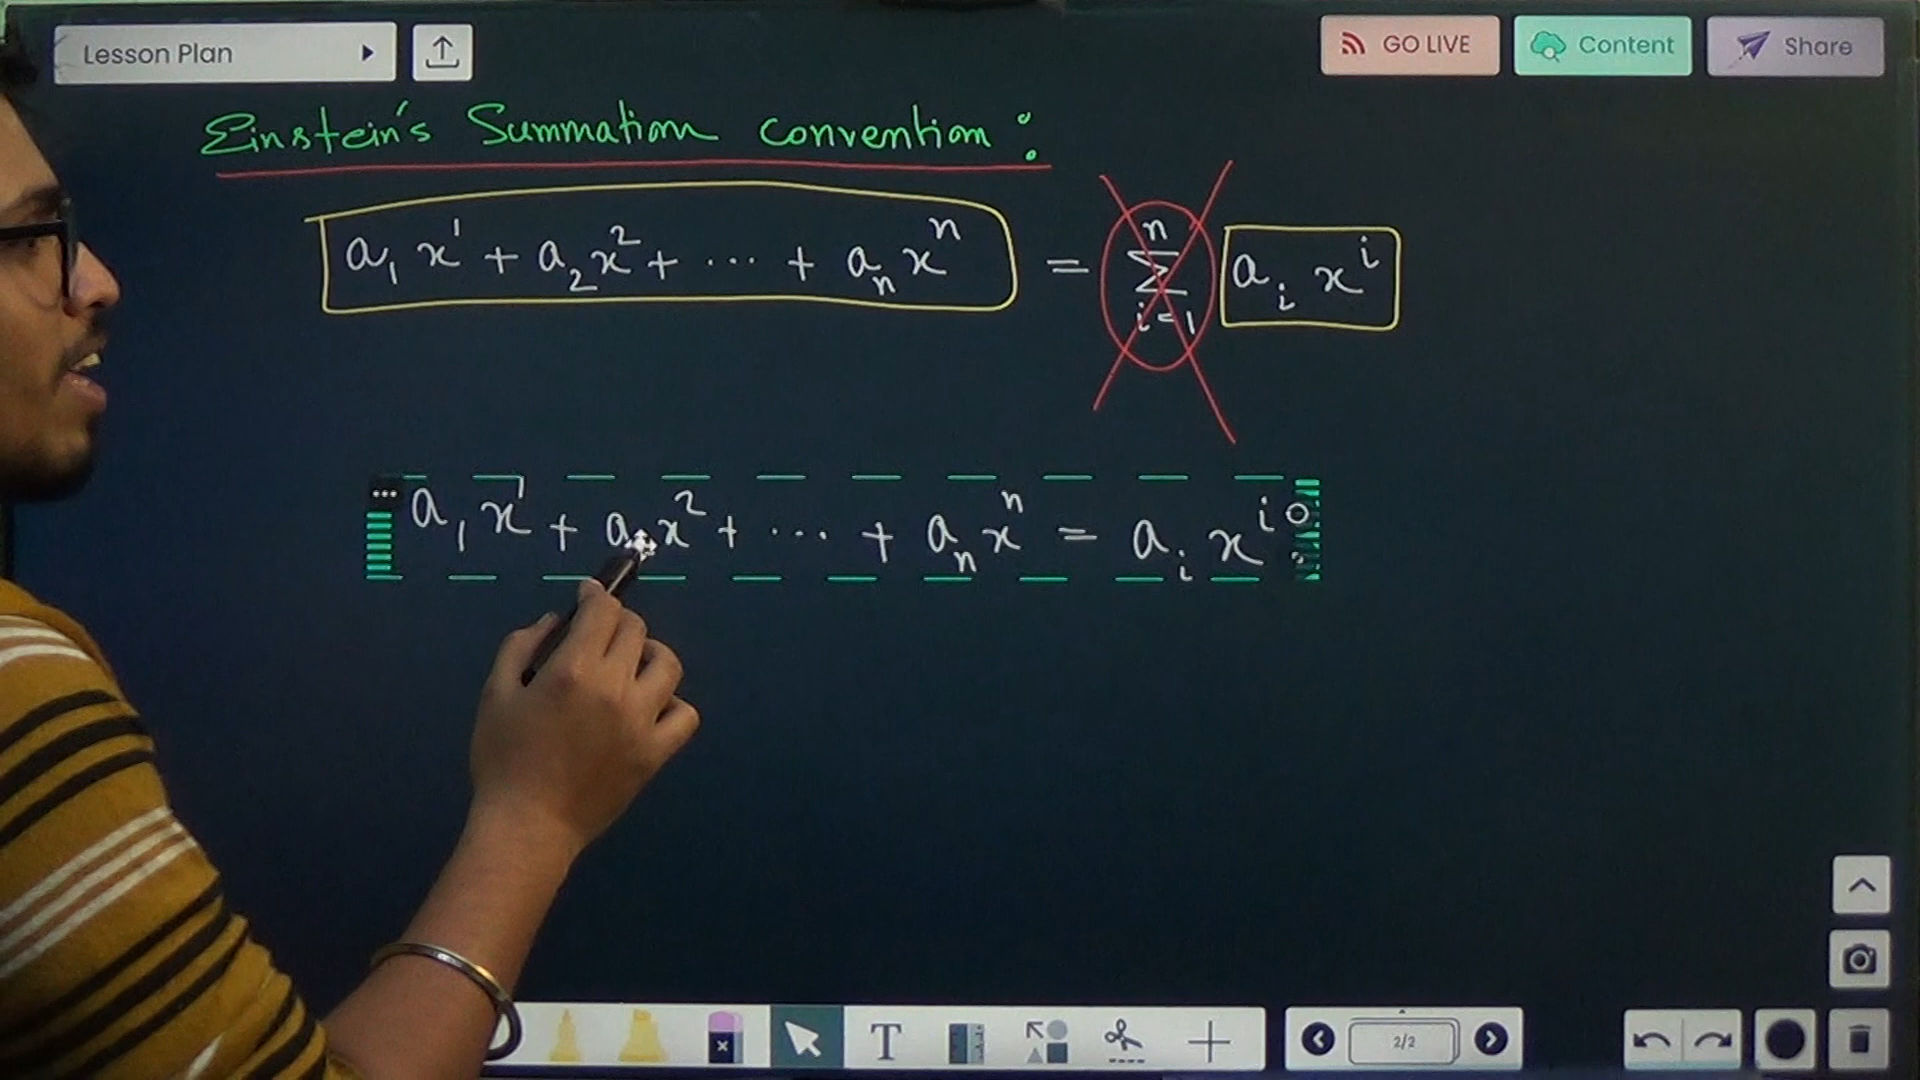 Lesson Plan
GO LIVE
Content
Share
Einstein's Summation convention :
a₁ x¹ + a₂ x² + ... + aₙ xⁿ = Σⁿᵢ₌₁ aᵢ xⁱ
a₁ x¹ + a x² + ... + aₙ xⁿ = aᵢ xⁱ
T
2/2